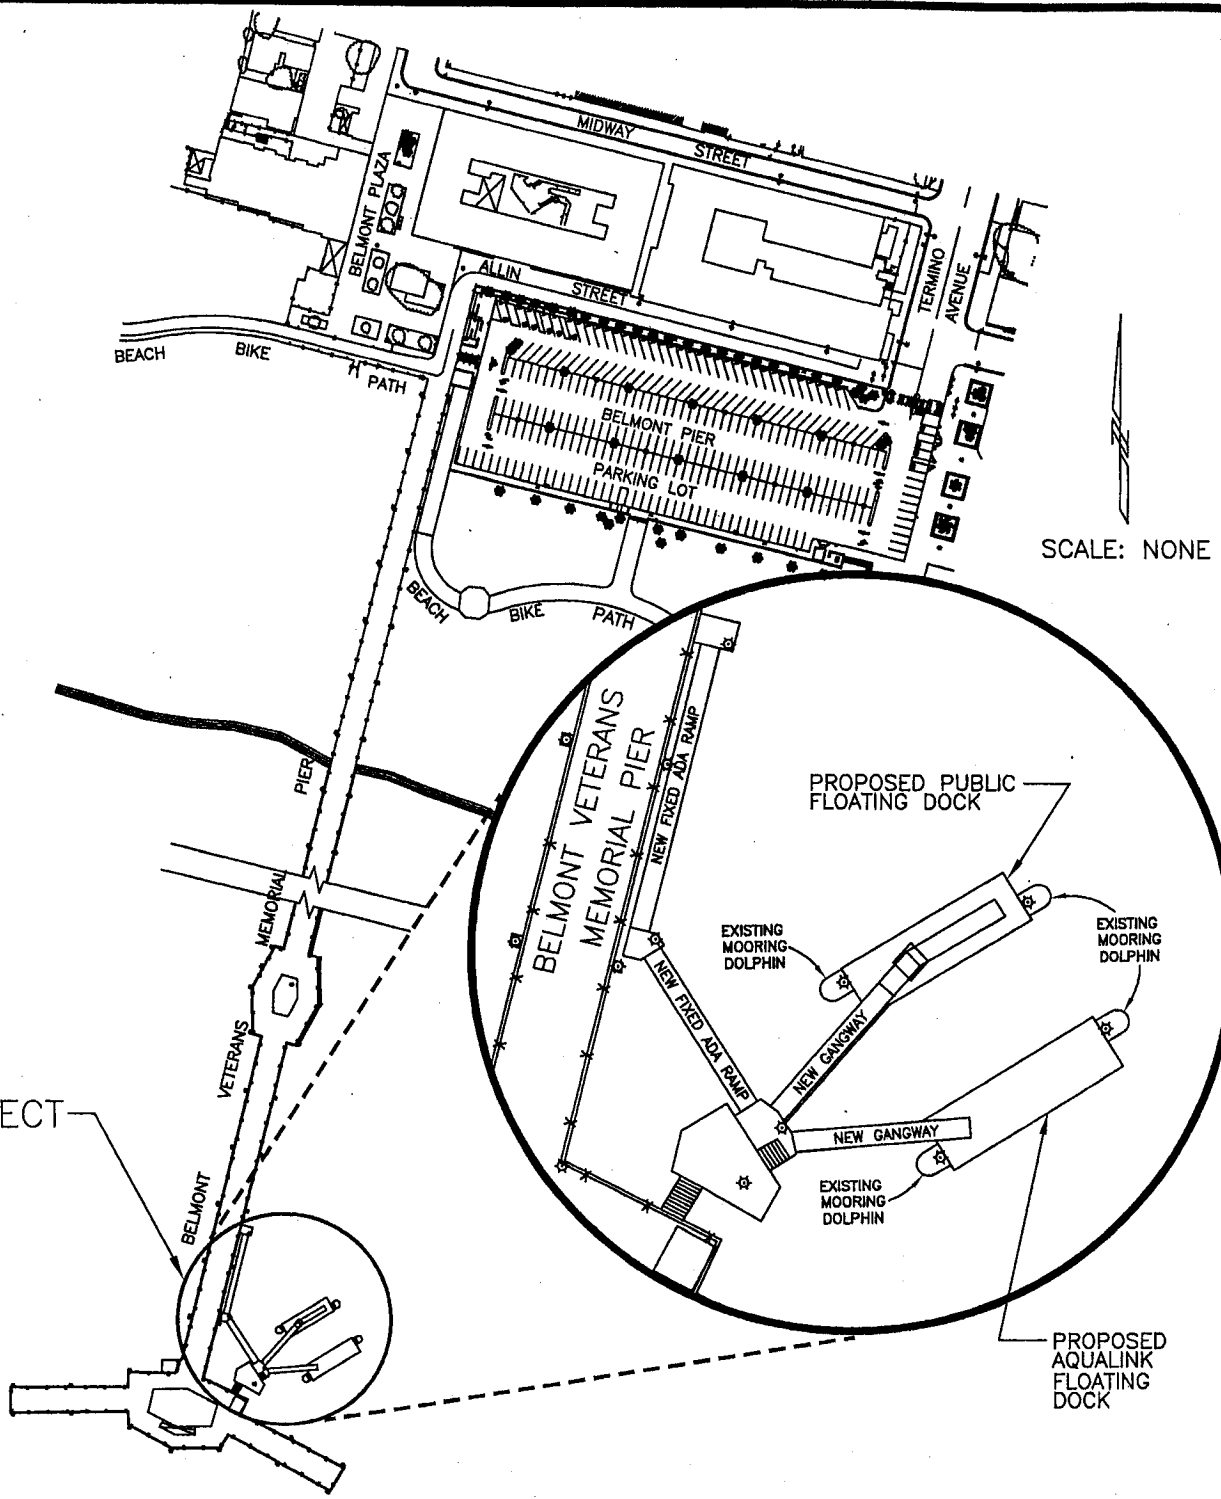 MIDWAY
STREET
BELMONT PLAZA
ALLIN
STREET
TERMINO
AVENUE
BEACH
BIKE
PATH
BELMONT PIER
PARKING LOT
SCALE: NONE
BEACH
BIKE
PATH
PIER
MEMORIAL
VETERANS
BELMONT
ECT
BELMONT VETERANS
MEMORIAL PIER
NEW FIXED ADA RAMP
PROPOSED PUBLIC
FLOATING DOCK
EXISTING
MOORING
DOLPHIN
EXISTING
MOORING
DOLPHIN
NEW FIXED ADA RAMP
NEW GANGWAY
NEW GANGWAY
EXISTING
MOORING
DOLPHIN
PROPOSED
AQUALINK
FLOATING
DOCK